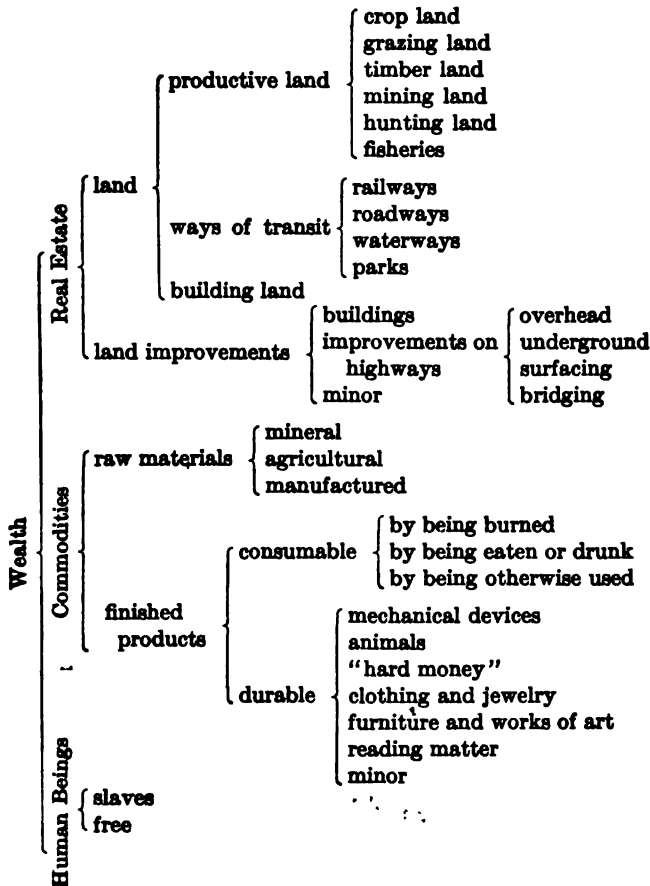 Wealth
Real Estate
land
productive land
crop land
grazing land
timber land
mining land
hunting land
fisheries
ways of transit
railways
roadways
waterways
parks
building land
land improvements
buildings
improvements on
highways
minor
overhead
underground
surfacing
bridging
Commodities
raw materials
mineral
agricultural
manufactured
finished
products
consumable
by being burned
by being eaten or drunk
by being otherwise used
durable
mechanical devices
animals
"hard money"
clothing and jewelry
furniture and works of art
reading matter
minor
Human Beings
slaves
free